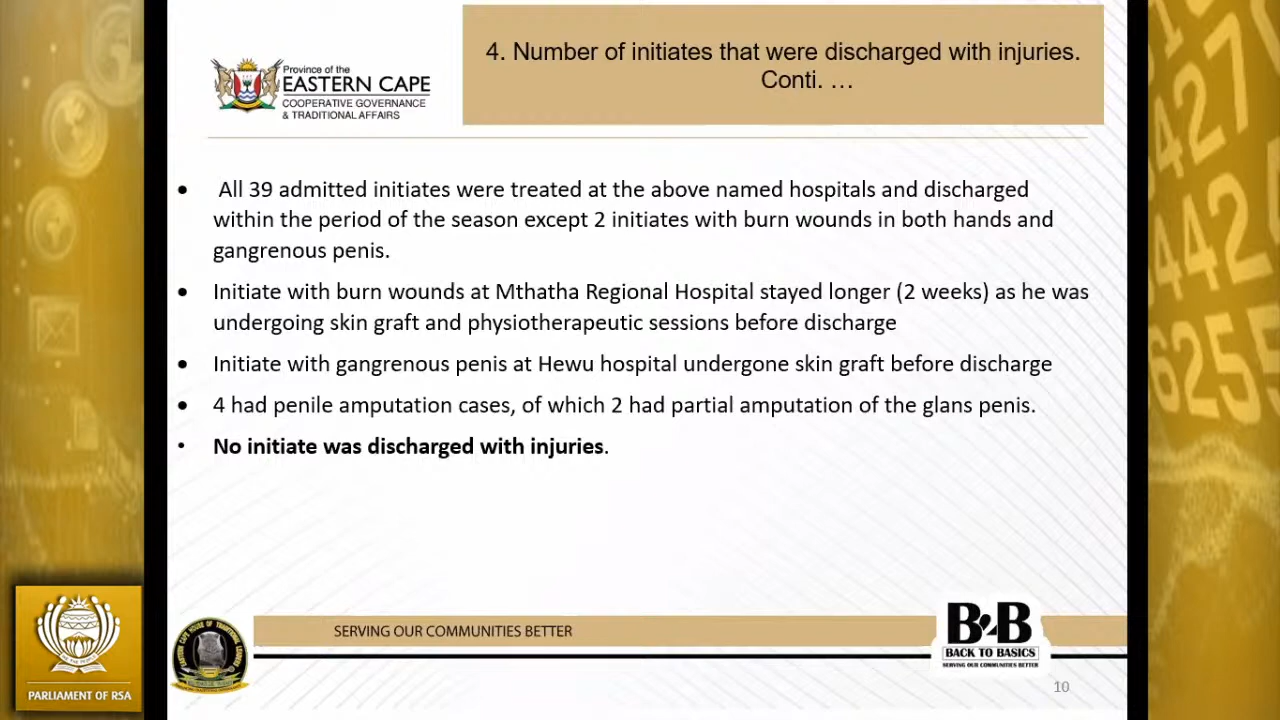 4. Number of initiates that were discharged with injuries.
Conti. …
Province of the
EASTERN CAPE
COOPERATIVE GOVERNANCE
& TRADITIONAL AFFAIRS
• All 39 admitted initiates were treated at the above named hospitals and discharged
within the period of the season except 2 initiates with burn wounds in both hands and
gangrenous penis.
• Initiate with burn wounds at Mthatha Regional Hospital stayed longer (2 weeks) as he was
undergoing skin graft and physiotherapeutic sessions before discharge
• Initiate with gangrenous penis at Hewu hospital undergone skin graft before discharge
• 4 had penile amputation cases, of which 2 had partial amputation of the glans penis.
• No initiate was discharged with injuries.
SERVING OUR COMMUNITIES BETTER
B2B
BACK TO BASICS
SERVING OUR COMMUNITIES BETTER
10
PARLIAMENT OF RSA